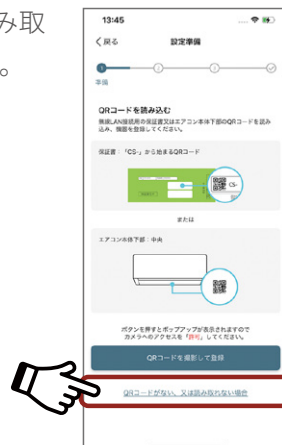 み取
。
13:45
戻る
設定準備
準備
QRコードを読み込む
無線LAN接続用の保証書又はエアコン本体下部のQRコードを読み
込み、機器を登録してください。
保証書:「CS-」から始まるQRコード
CS-
または
エアコン本体下部:中央
ボタンを押すとポップアップが表示されますので
カメラへのアクセスを「許可」してください。
QRコードを撮影して登録
QRコードがない、又は読み取れない場合